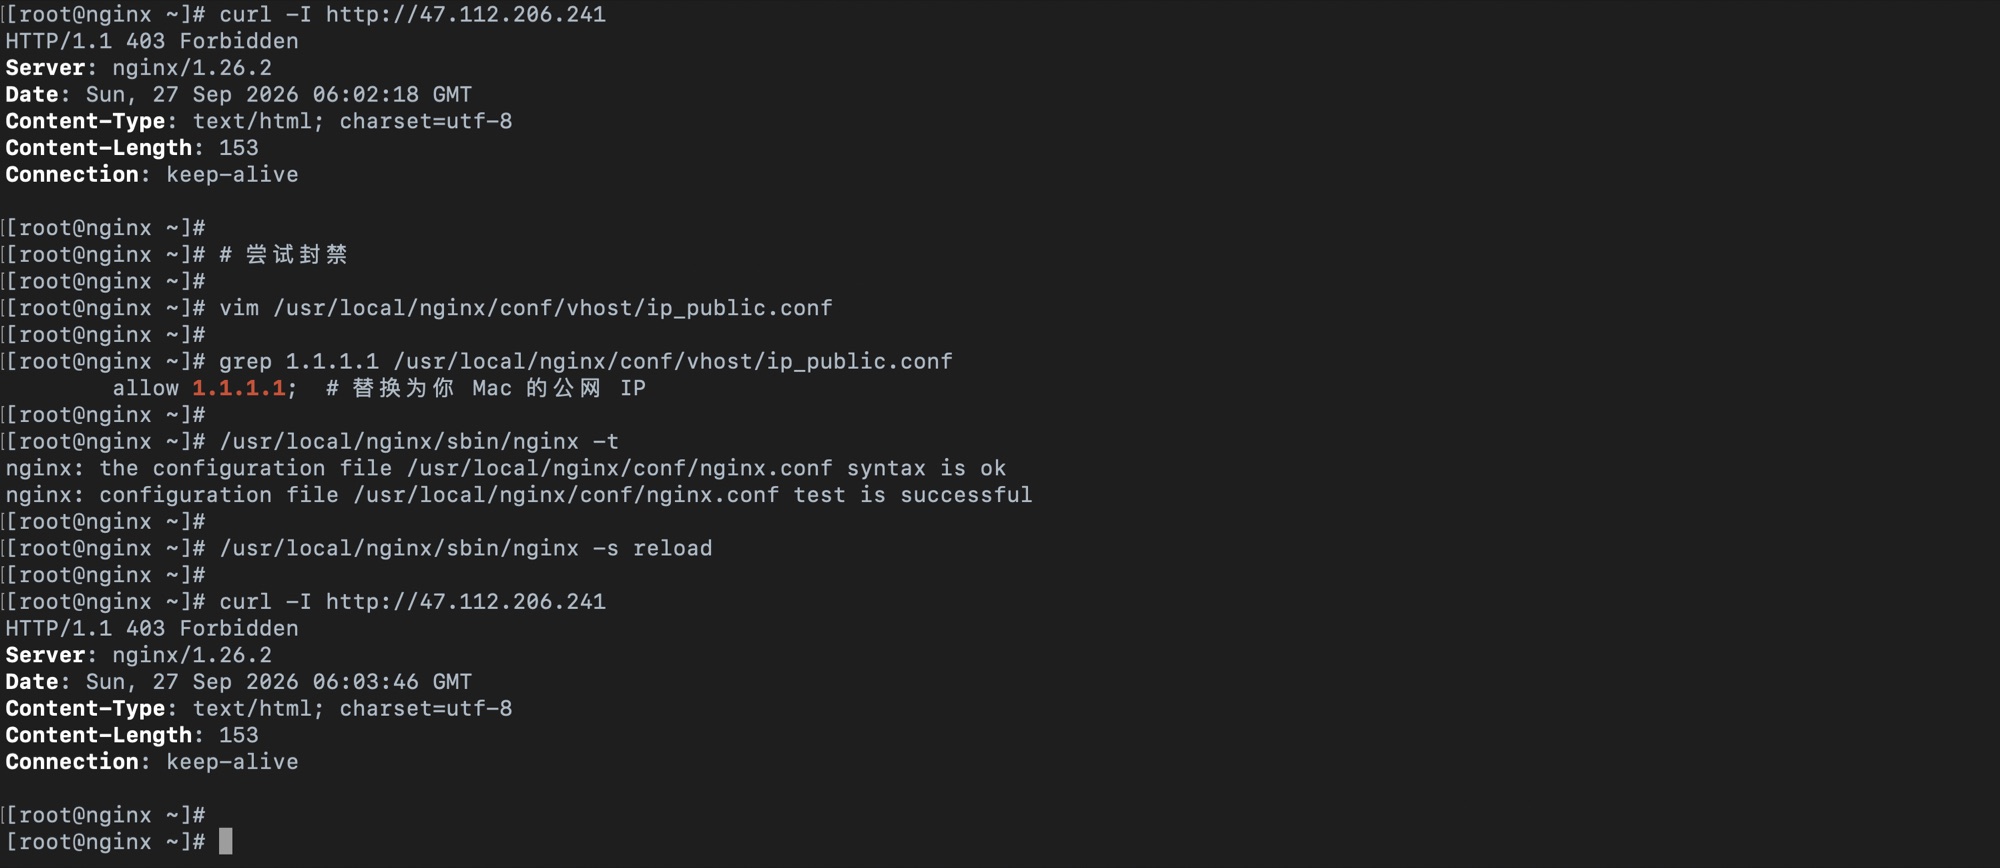 [[root@nginx ~]# curl -I http://47.112.206.241
HTTP/1.1 403 Forbidden
Server: nginx/1.26.2
Date: Sun, 27 Sep 2026 06:02:18 GMT
Content-Type: text/html; charset=utf-8
Content-Length: 153
Connection: keep-alive
[[root@nginx ~]#
[[root@nginx ~]# # 尝试封禁
[[root@nginx ~]#
[[root@nginx ~]# vim /usr/local/nginx/conf/vhost/ip_public.conf
[[root@nginx ~]#
[[root@nginx ~]# grep 1.1.1.1 /usr/local/nginx/conf/vhost/ip_public.conf
        allow 1.1.1.1;  # 替换为你 Mac 的公网 IP
[[root@nginx ~]#
[[root@nginx ~]# /usr/local/nginx/sbin/nginx -t
nginx: the configuration file /usr/local/nginx/conf/nginx.conf syntax is ok
nginx: configuration file /usr/local/nginx/conf/nginx.conf test is successful
[[root@nginx ~]#
[[root@nginx ~]# /usr/local/nginx/sbin/nginx -s reload
[[root@nginx ~]#
[[root@nginx ~]# curl -I http://47.112.206.241
HTTP/1.1 403 Forbidden
Server: nginx/1.26.2
Date: Sun, 27 Sep 2026 06:03:46 GMT
Content-Type: text/html; charset=utf-8
Content-Length: 153
Connection: keep-alive
[[root@nginx ~]#
[root@nginx ~]#